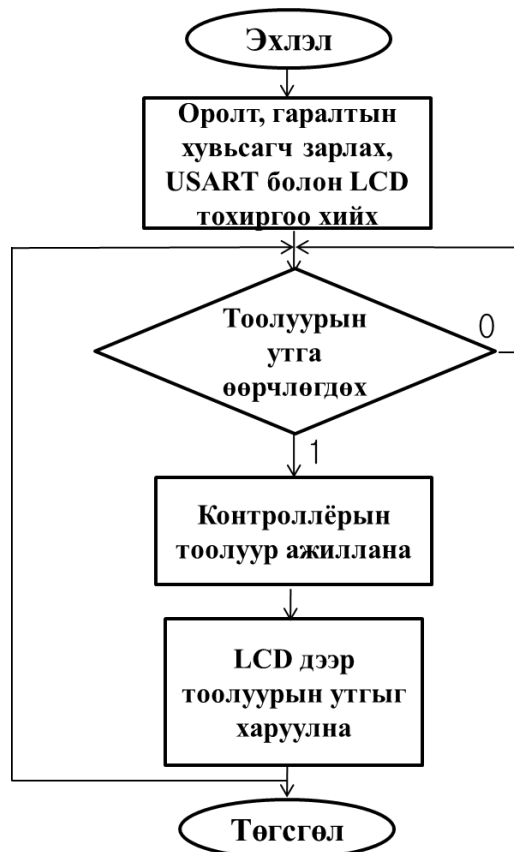 Эхлэл
Оролт, гаралтын
хувьсагч зарлах,
USART болон LCD
тохиргоо хийх
Тоолуурын
утга
өөрчлөгдөх
0
1
Контроллёрын
тоолуур ажиллана
LCD дээр
тоолуурын утгыг
харуулна
Төгсгөл